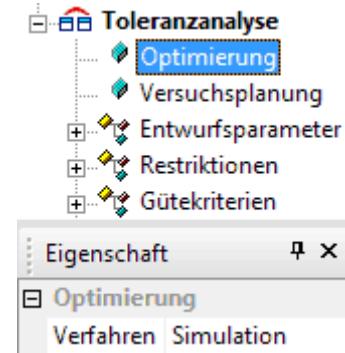 Toleranzanalyse
Optimierung
Versuchsplanung
Entwurfsparameter
Restriktionen
Gütekriterien
Eigenschaft
Optimierung
Verfahren Simulation